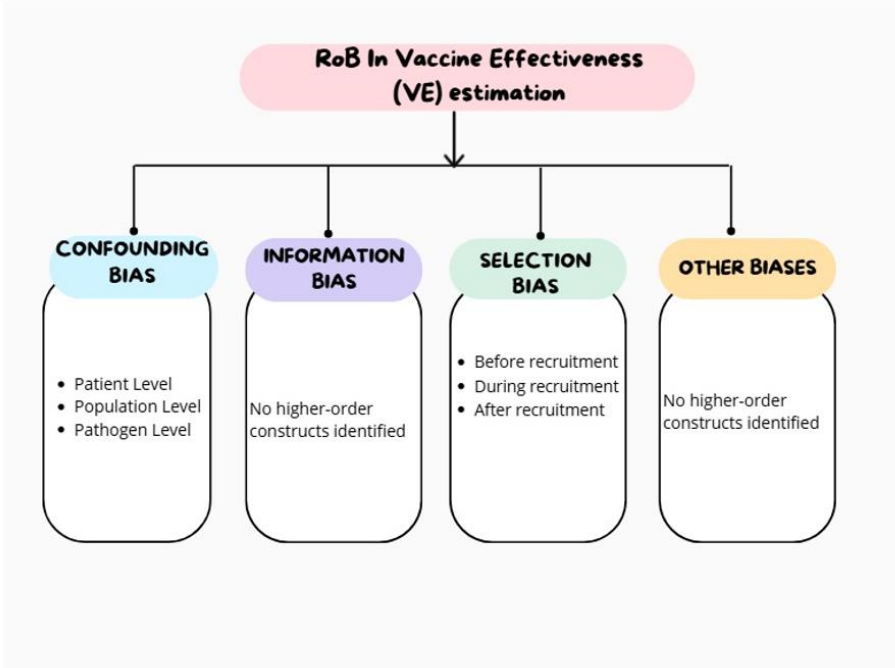 RoB In Vaccine Effectiveness
(VE) estimation
CONFOUNDING
BIAS
• Patient Level
• Population Level
• Pathogen Level
INFORMATION
BIAS
No higher-order
constructs identified
SELECTION
BIAS
• Before recruitment
• During recruitment
• After recruitment
OTHER BIASES
No higher-order
constructs identified